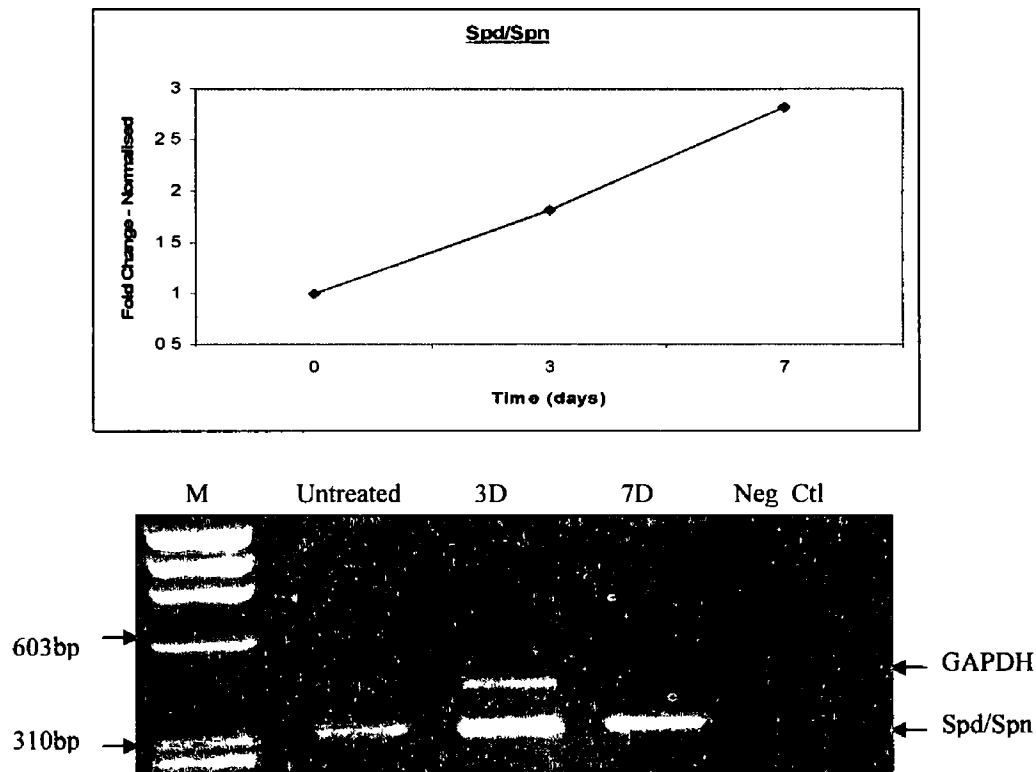 Spd/Spn
Fold Change - Normalised
3
2 5
2
1 5
1
0 5
0
3
7
Time (days)
M Untreated 3D 7D Neg Ctl
603bp
GAPDH
310bp
Spd/Spn